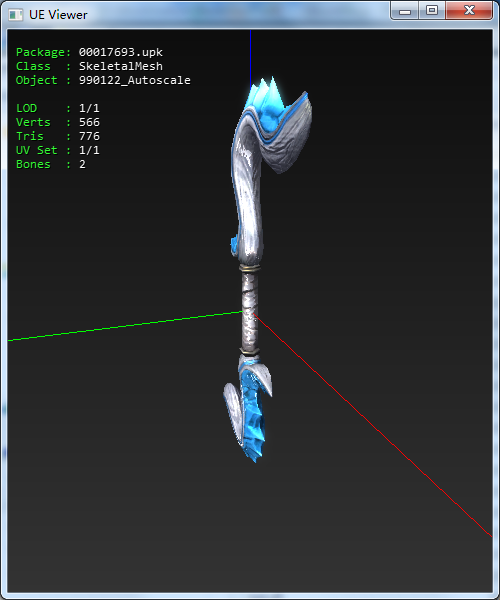 UE Viewer
Package: 00017693.upk
Class  : SkeletalMesh
Object : 990122_Autoscale
LOD    : 1/1
Verts  : 566
Tris   : 776
UV Set : 1/1
Bones  : 2